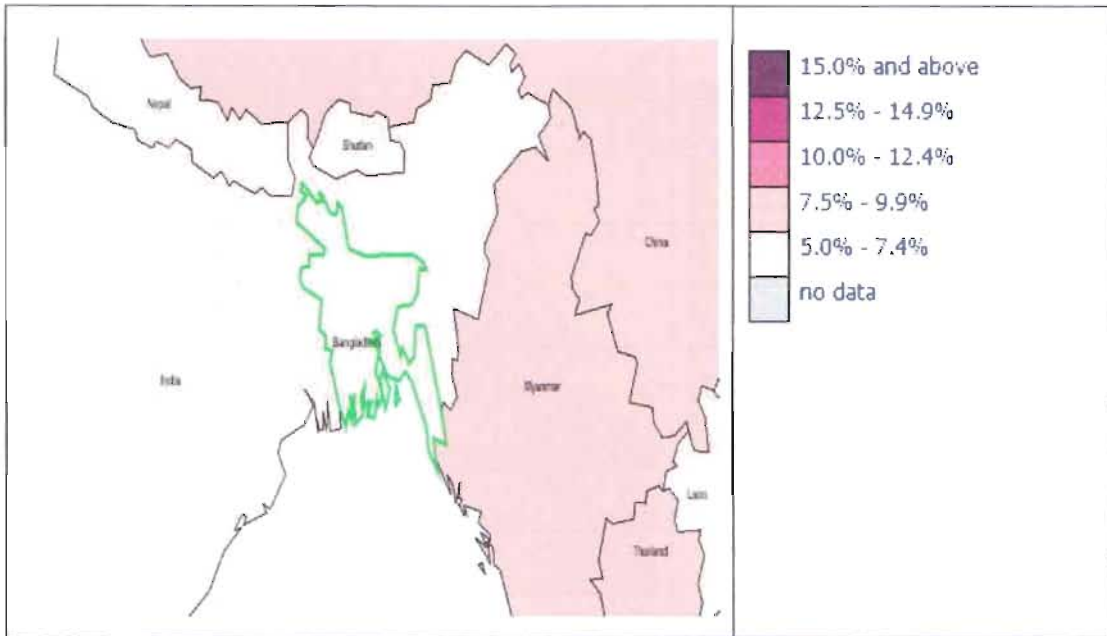 Nepal
Bhutan
China
Bangladesh
India
Myanmar
Laos
Thailand
15.0% and above
12.5% - 14.9%
10.0% - 12.4%
7.5% - 9.9%
5.0% - 7.4%
no data